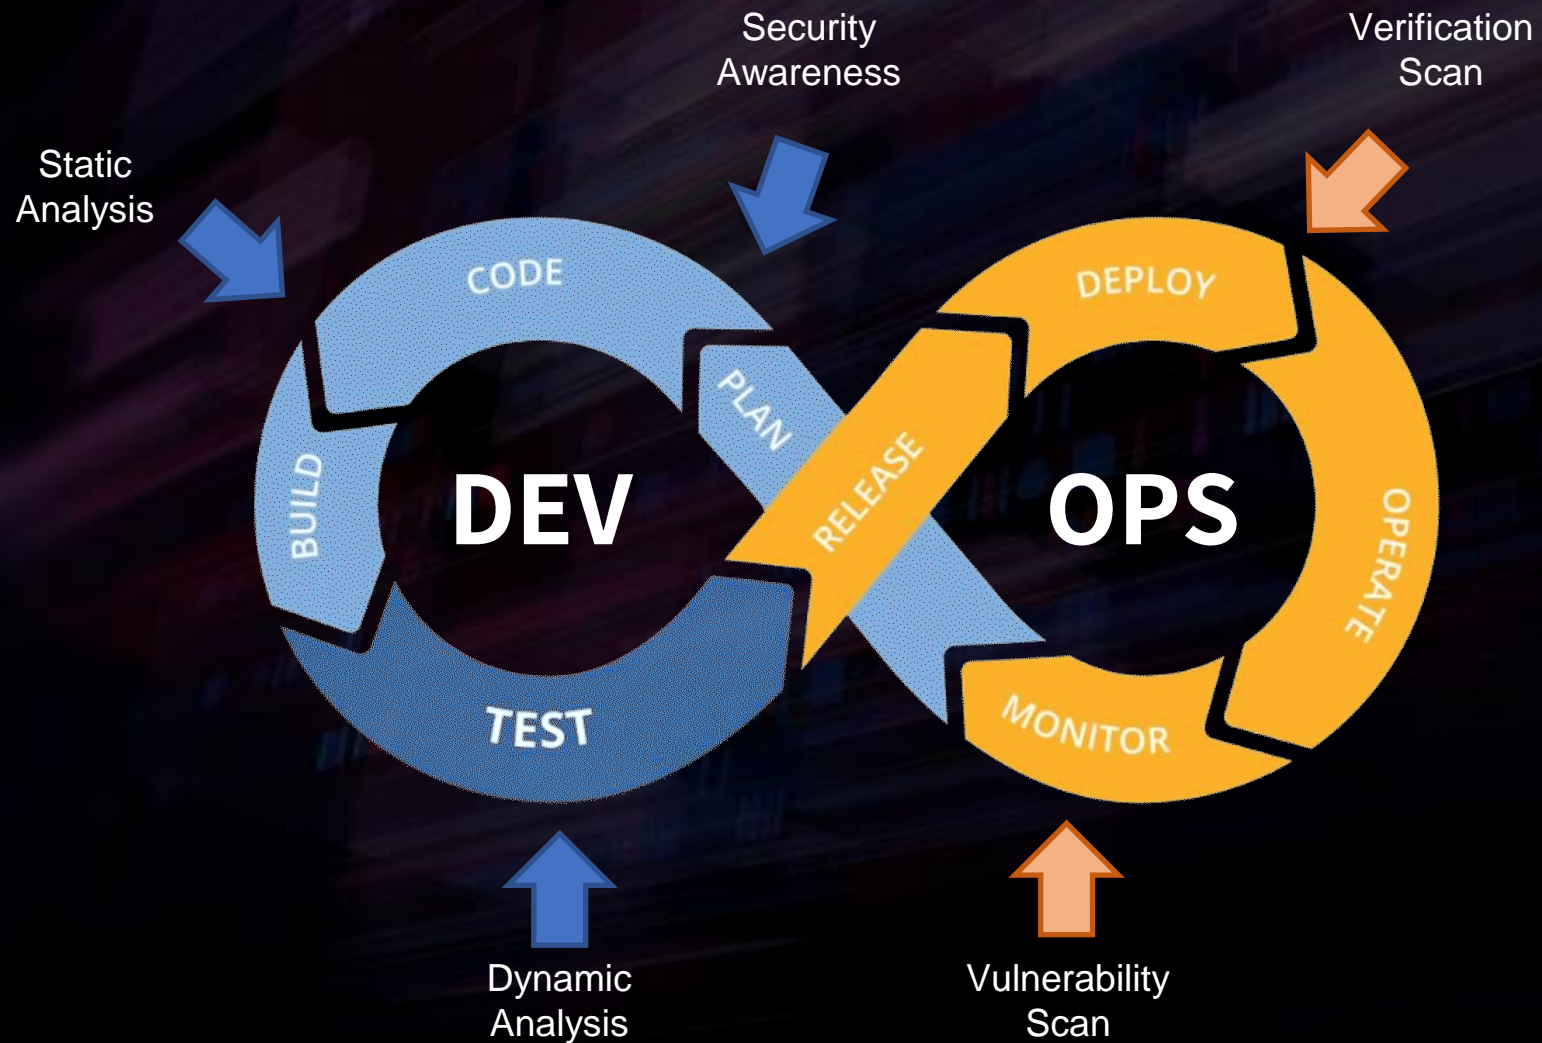 Security
Awareness
Verification
Scan
Static
Analysis
CODE
DEPLOY
PLAN
BUILD
DEV
RELEASE
OPS
OPERATE
TEST
MONITOR
Dynamic
Analysis
Vulnerability
Scan